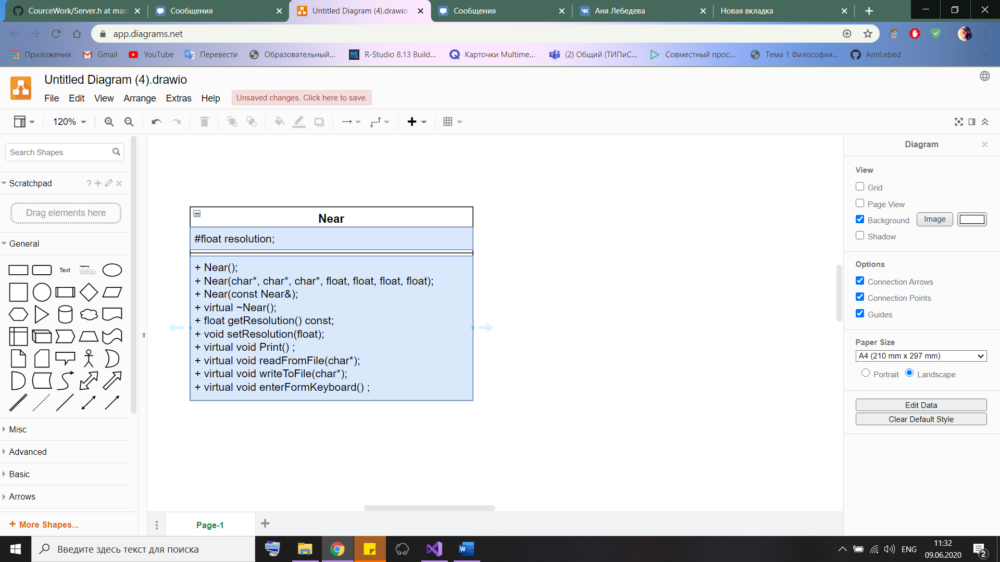 CourceWork/Server.h at mast
Сообщения
Untitled Diagram (4).drawio -
Сообщения
Аня Лебедева
Новая вкладка
app.diagrams.net
Приложения
Gmail
YouTube
Перевести
Образовательный...
R-Studio 8.13 Build...
Карточки Multime...
(2) Общий (ТИПиС...
Совместный прос...
Тема 1 Философия...
AnnLebed
Untitled Diagram (4).drawio
File Edit View Arrange Extras Help
Unsaved changes. Click here to save.
120%
Search Shapes
Scratchpad
?
Drag elements here
General
Text
Heading
Misc
Advanced
Basic
Arrows
+ More Shapes...
Near
#float resolution;
+ Near();
+ Near(char*, char*, char*, float, float, float, float);
+ Near(const Near&);
+ virtual ~Near();
+ float getResolution() const;
+ void setResolution(float);
+ virtual void Print() ;
+ virtual void readFromFile(char*);
+ virtual void writeToFile(char*);
+ virtual void enterFormKeyboard() ;
Page-1
Diagram
View
Grid
Page View
Background
Image
Shadow
Options
Connection Arrows
Connection Points
Guides
Paper Size
A4 (210 mm x 297 mm)
Portrait
Landscape
Edit Data
Clear Default Style
Введите здесь текст для поиска
ENG
11:32
09.06.2020
2